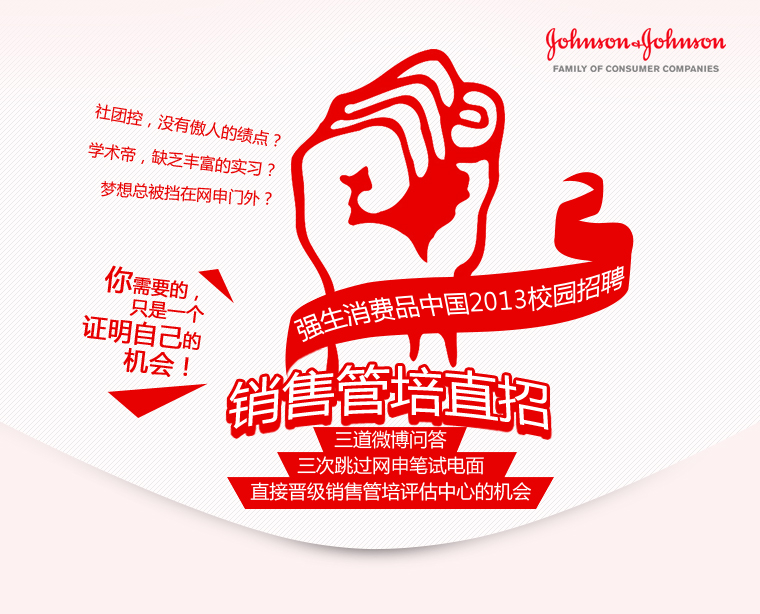 Johnson & Johnson
FAMILY OF CONSUMER COMPANIES
社团控，没有傲人的绩点？
学术帝，缺乏丰富的实习？
梦想总被挡在网申门外？
你需要的，
只是一个
证明自己的
机会！
强生消费品中国2013校园招聘
销售管培直招
三道微博问答
三次跳过网申笔试电面
直接晋级销售管培评估中心的机会